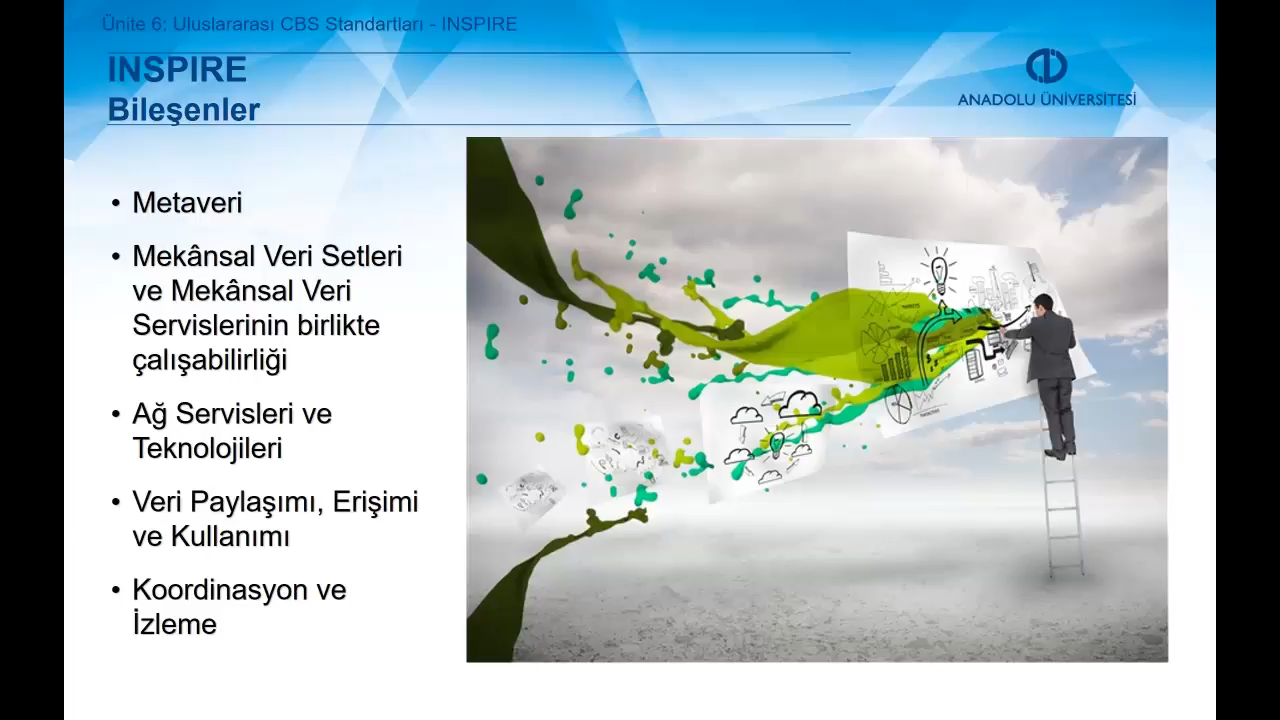 Ünite 6: Uluslararası CBS Standartları - INSPIRE
INSPIRE
Bileşenler
ANADOLU ÜNİVERSİTESİ
• Metaveri
• Mekânsal Veri Setleri
ve Mekânsal Veri
Servislerinin birlikte
çalışabilirliği
• Ağ Servisleri ve
Teknolojileri
• Veri Paylaşımı, Erişimi
ve Kullanımı
• Koordinasyon ve
İzleme